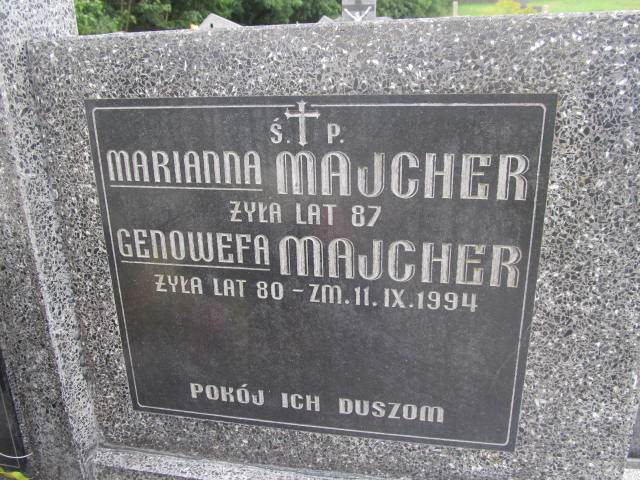 Ś. P.
MARIANNA MAJCHER
ŻYŁA LAT 87
GENOWEFA MAJCHER
ŻYŁA LAT 80 - ZM. 11. IX. 1994
POKÓJ ICH DUSZOM